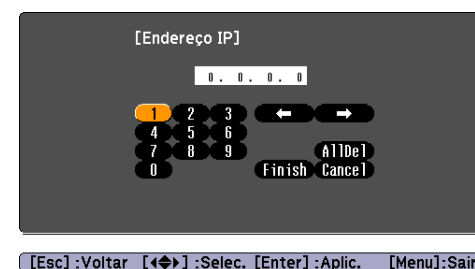 [Endereço IP]
0. 0. 0. 0
1 2 3 ← →
4 5 6
7 8 9 AllDel
0 Finish Cancel
[Esc] :Voltar [◀◆▶] :Selec. [Enter] :Aplic. [Menu]:Sair